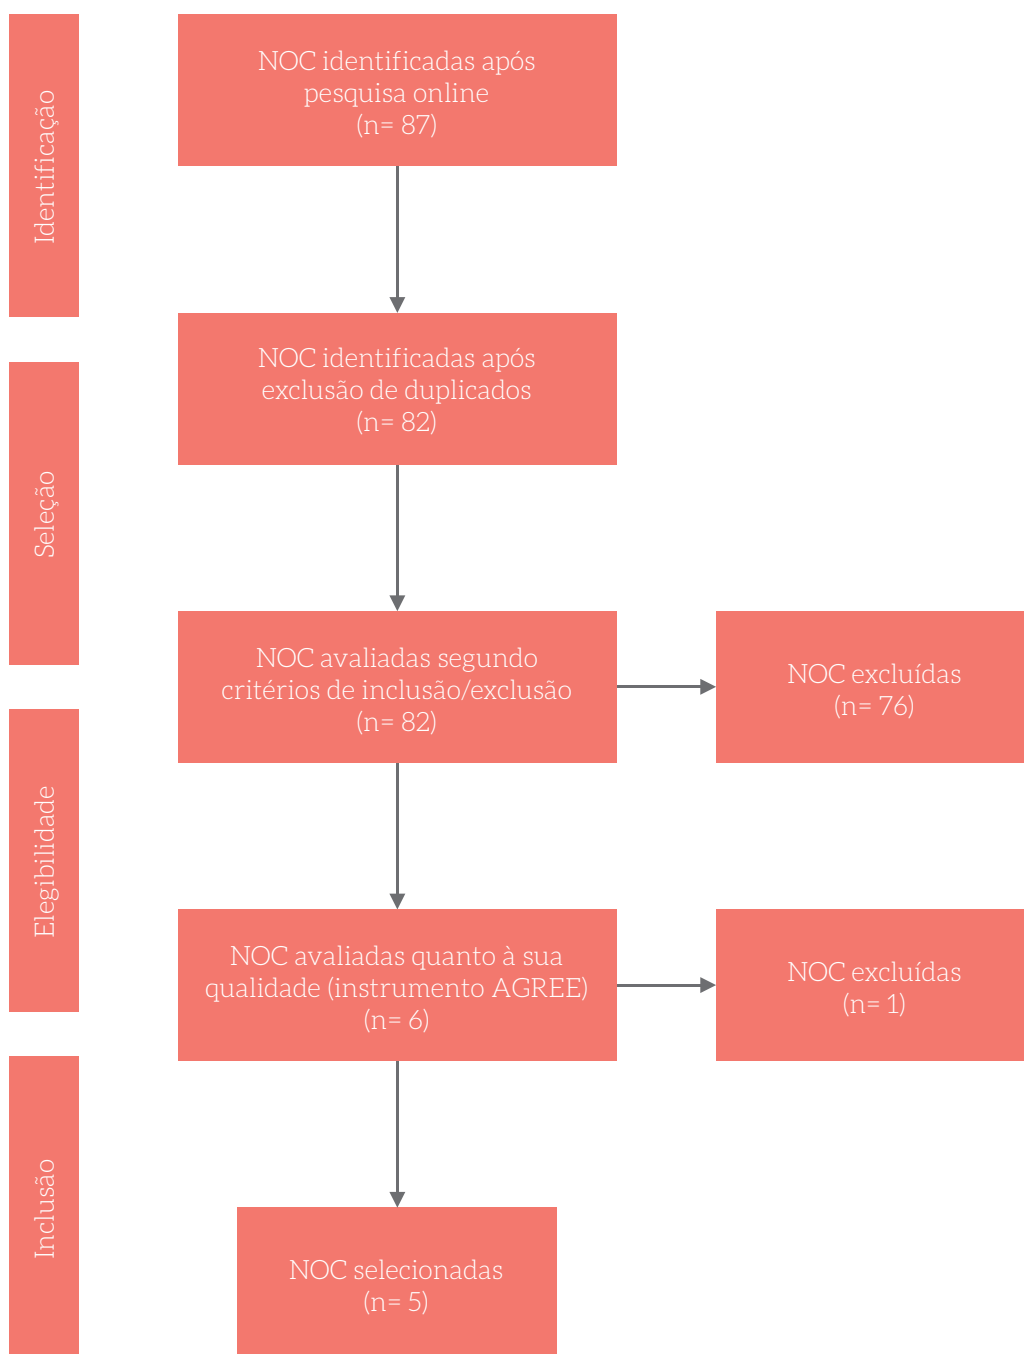 Identificação
NOC identificadas após
pesquisa online
(n= 87)
Seleção
NOC identificadas após
exclusão de duplicados
(n= 82)
NOC avaliadas segundo
critérios de inclusão/exclusão
(n= 82)
NOC excluídas
(n= 76)
Elegibilidade
NOC avaliadas quanto à sua
qualidade (instrumento AGREE)
(n= 6)
NOC excluídas
(n= 1)
Inclusão
NOC selecionadas
(n= 5)